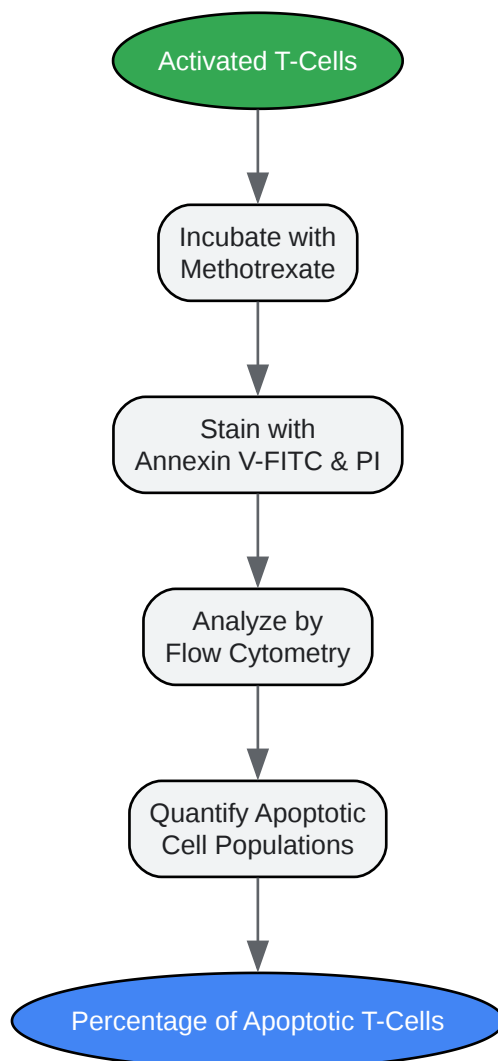 Activated T-Cells
Incubate with
Methotrexate
Stain with
Annexin V-FITC & PI
Analyze by
Flow Cytometry
Quantify Apoptotic
Cell Populations
Percentage of Apoptotic T-Cells